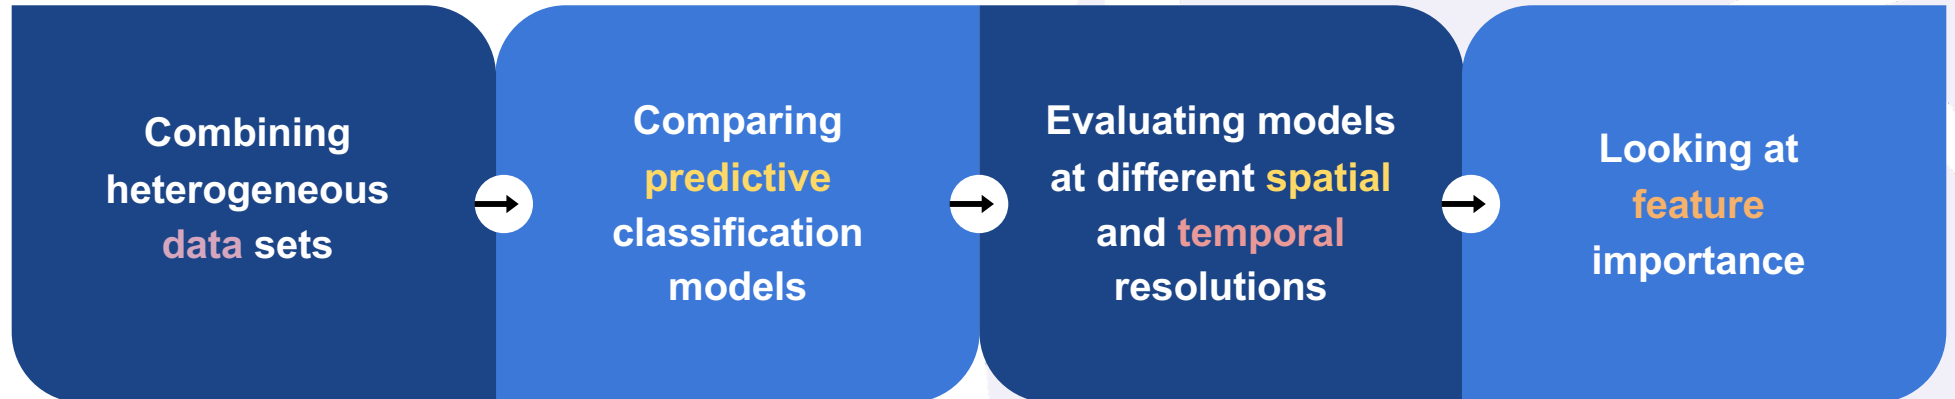 Combining
heterogeneous
data sets
Comparing
predictive
classification
models
Evaluating models
at different spatial
and temporal
resolutions
Looking at
feature
importance